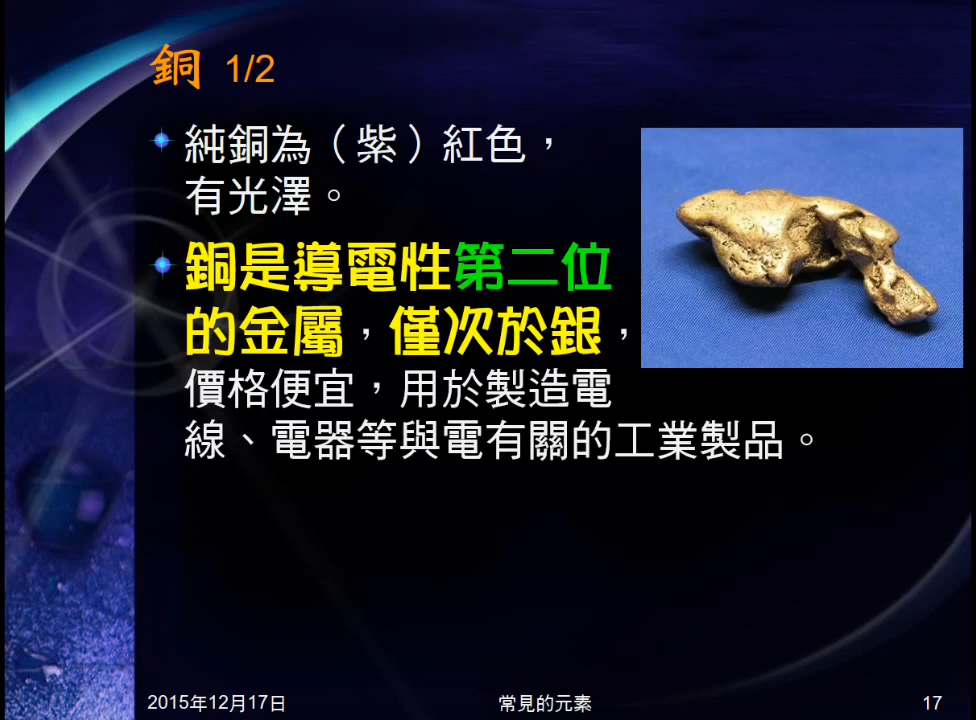 銅 1/2
純銅為（紫）紅色，
有光澤。
銅是導電性第二位
的金屬，僅次於銀，
價格便宜，用於製造電
線、電器等與電有關的工業製品。
2015年12月17日
常見的元素
17